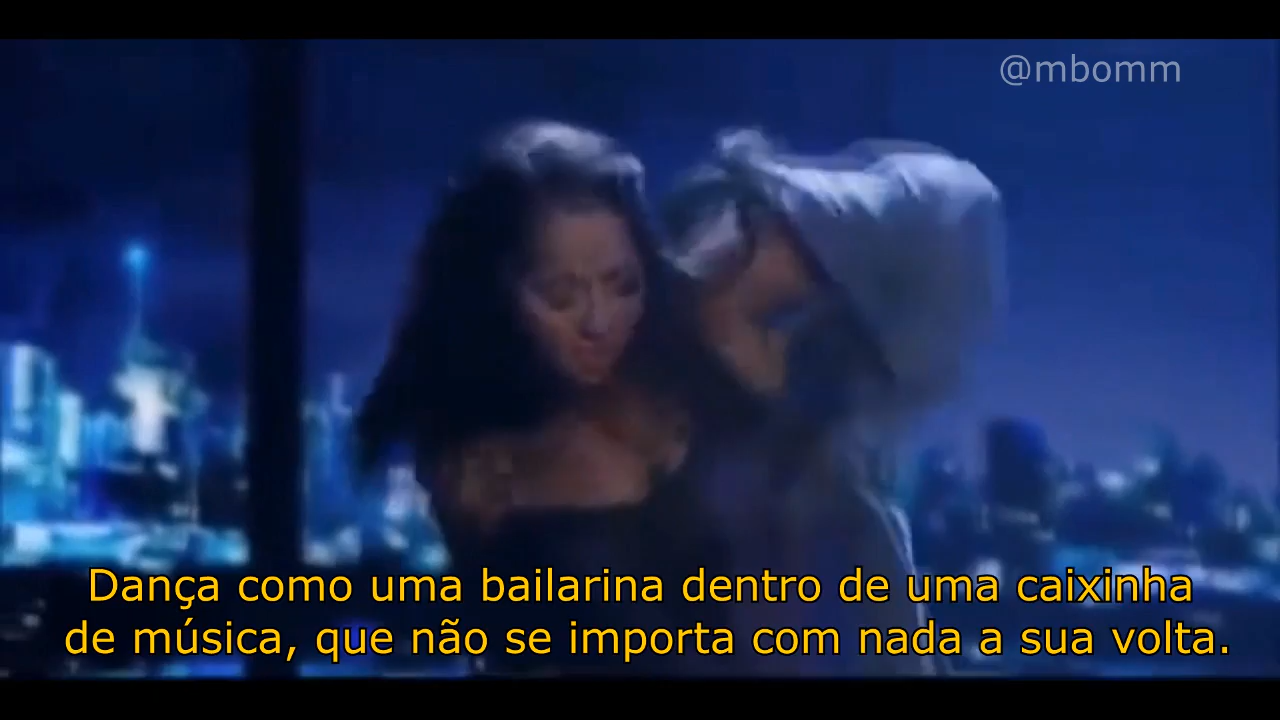 @mbomm
Dança como uma bailarina dentro de uma caixinha
de música, que não se importa com nada a sua volta.